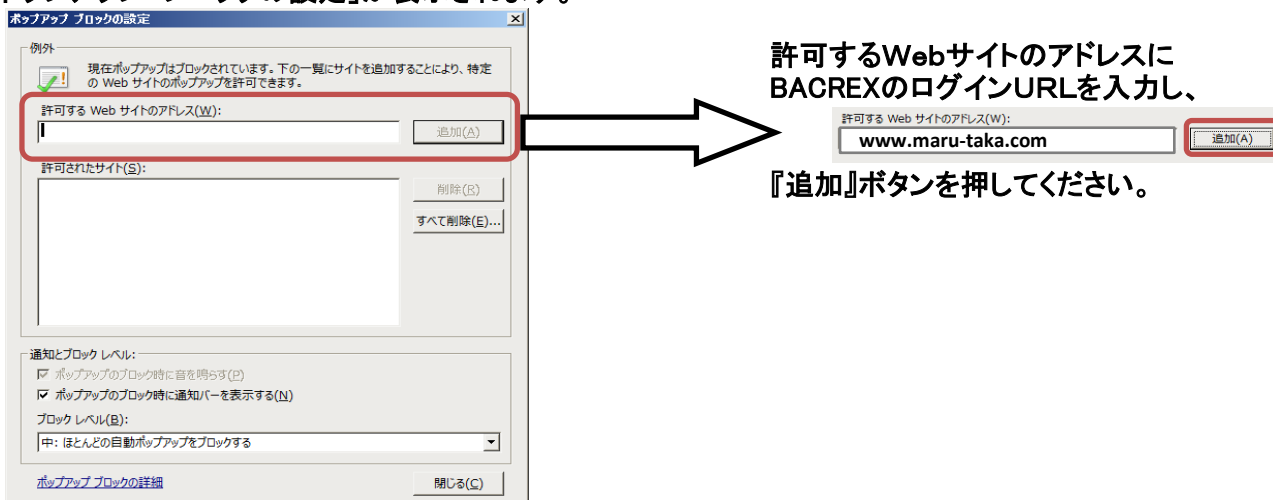 ポップアップ ブロックの設定
例外
現在ポップアップはブロックされています。下の一覧にサイトを追加することにより、特定
の Web サイトのポップアップを許可できます。
許可する Web サイトのアドレス(W):
追加(A)
許可されたサイト(S):
削除(R)
すべて削除(E)...
通知とブロック レベル:
ポップアップのブロック時に音を鳴らす(P)
ポップアップのブロック時に通知バーを表示する(N)
ブロック レベル(B):
中: ほとんどの自動ポップアップをブロックする
ポップアップ ブロックの詳細
閉じる(C)
許可するWebサイトのアドレスに
BACREXのログインURLを入力し、
許可する Web サイトのアドレス(W):
www.maru-taka.com
追加(A)
『追加』ボタンを押してください。